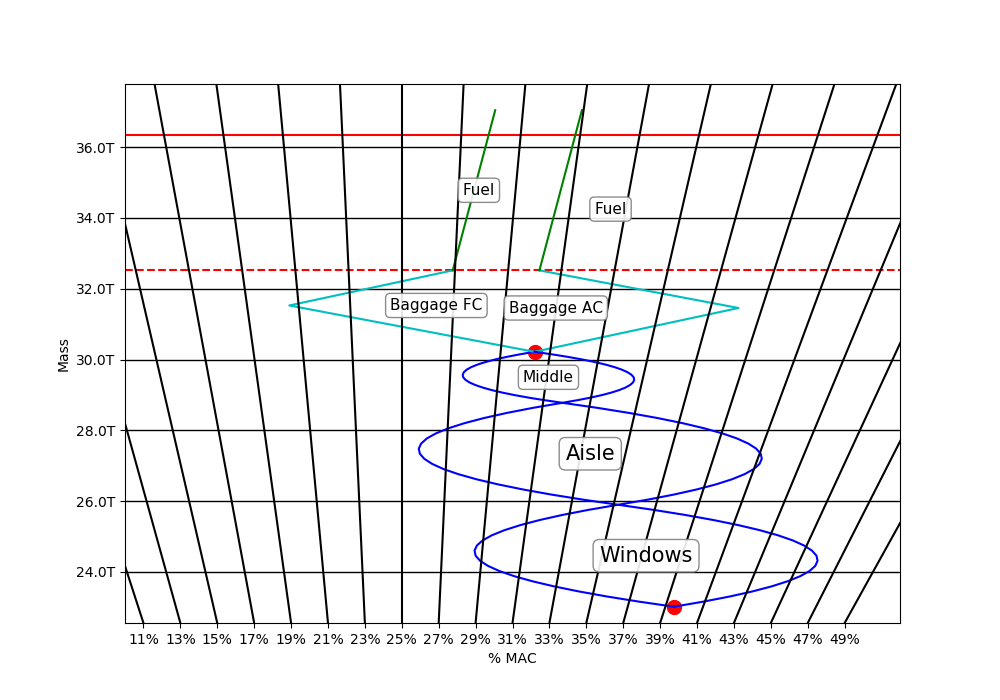 36.0T
34.0T
32.0T
30.0T
28.0T
26.0T
24.0T
Mass
Fuel
Fuel
Baggage FC
Baggage AC
Middle
Aisle
Windows
11% 13% 15% 17% 19% 21% 23% 25% 27% 29% 31% 33% 35% 37% 39% 41% 43% 45% 47% 49%
% MAC